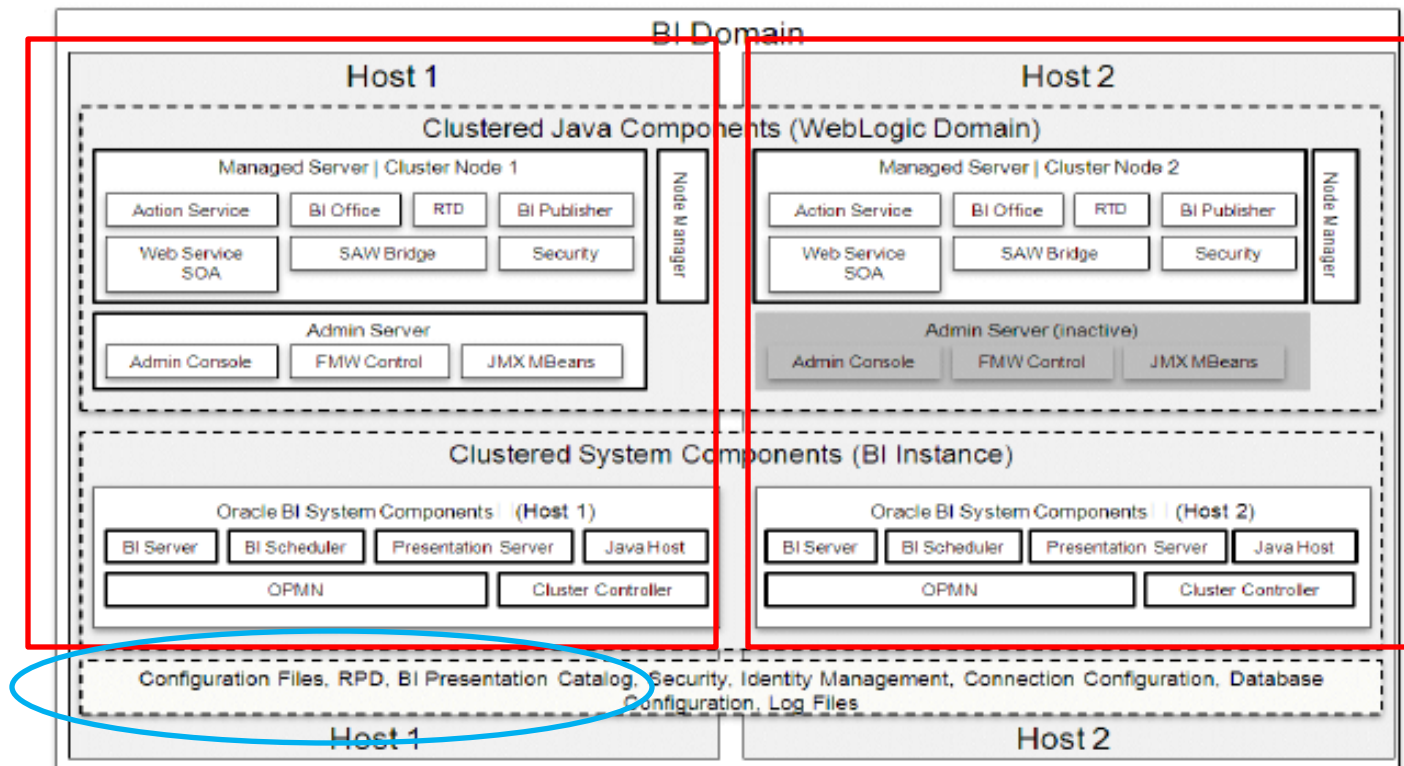 BI Domain
Host 1
Host 2
Clustered Java Components (WebLogic Domain)
Managed Server | Cluster Node 1
Action Service
BI Office
RTD
BI Publisher
Web Service
SOA
SAW Bridge
Security
Node Manager
Admin Server
Admin Console
FMW Control
JMX MBeans
Managed Server | Cluster Node 2
Action Service
BI Office
RTD
BI Publisher
Web Service
SOA
SAW Bridge
Security
Node Manager
Admin Server (inactive)
Admin Console
FMW Control
JMX MBeans
Clustered System Components (BI Instance)
Oracle BI System Components (Host 1)
BI Server
BI Scheduler
Presentation Server
Java Host
OPMN
Cluster Controller
Oracle BI System Components (Host 2)
BI Server
BI Scheduler
Presentation Server
Java Host
OPMN
Cluster Controller
Configuration Files, RPD, BI Presentation Catalog, Security, Identity Management, Connection Configuration, Database
Configuration, Log Files
Host 1
Host 2